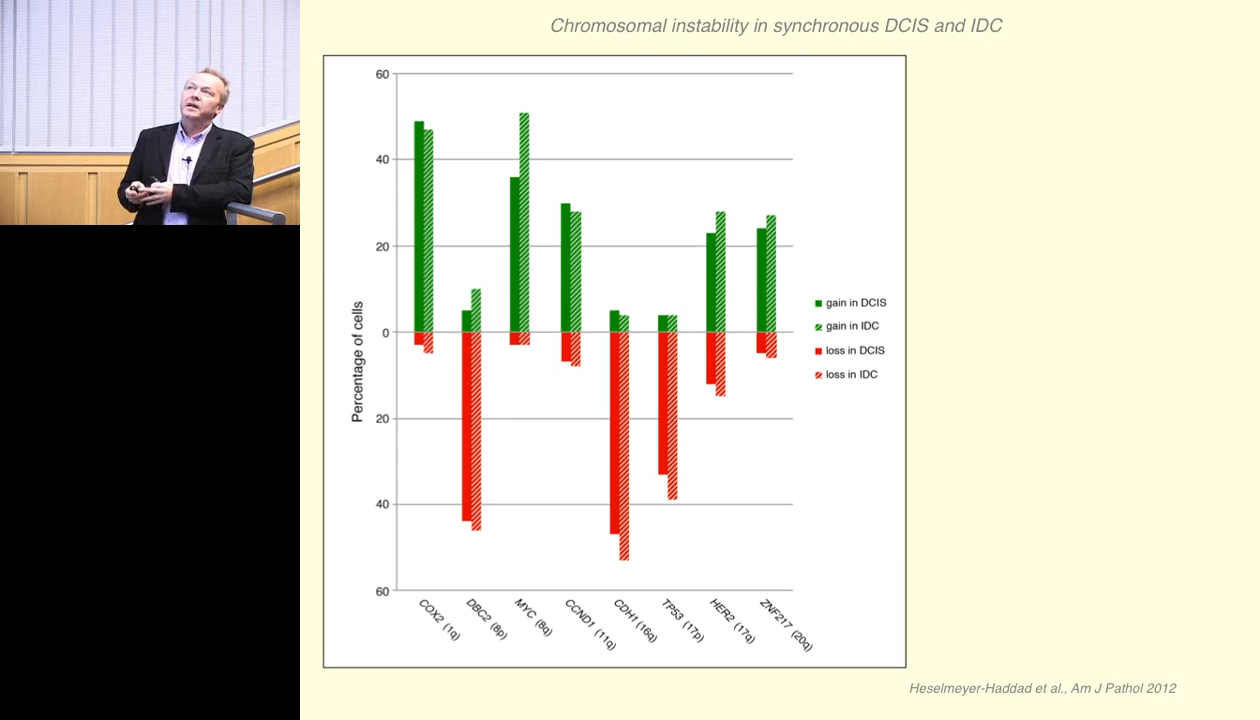 Chromosomal instability in synchronous DCIS and IDC
60
40
20
0
20
40
60
Percentage of cells
COX2 (1q)
DBC2 (8p)
MYC (8q)
CCND1 (11q)
CDH1 (16q)
TP53 (17p)
HER2 (17q)
ZNF217 (20q)
gain in DCIS
gain in IDC
loss in DCIS
loss in IDC
Heselmeyer-Haddad et al., Am J Pathol 2012